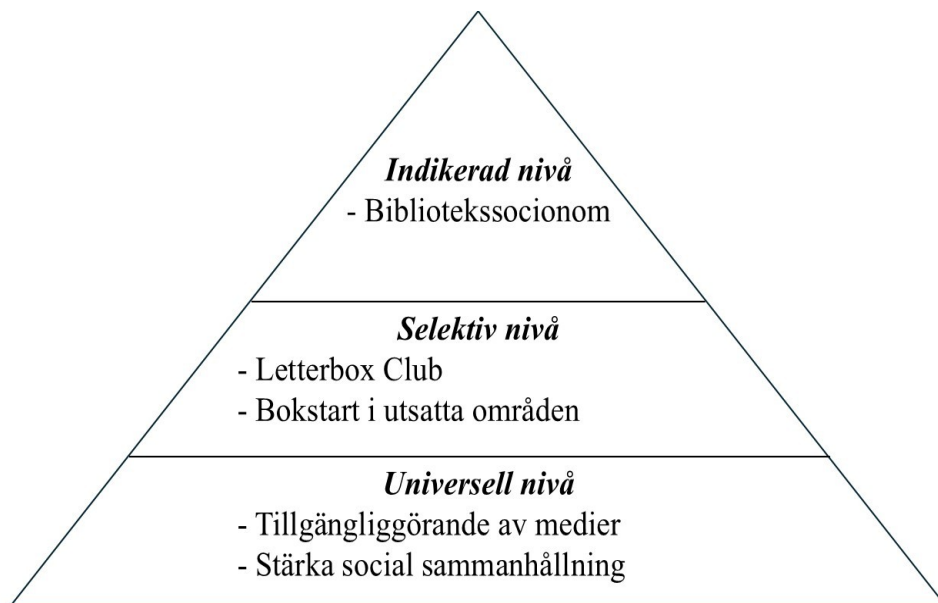 Indikerad nivå
- Bibliotekssocionom
Selektiv nivå
- Letterbox Club
- Bokstart i utsatta områden
Universell nivå
- Tillgängliggörande av medier
- Stärka social sammanhållning